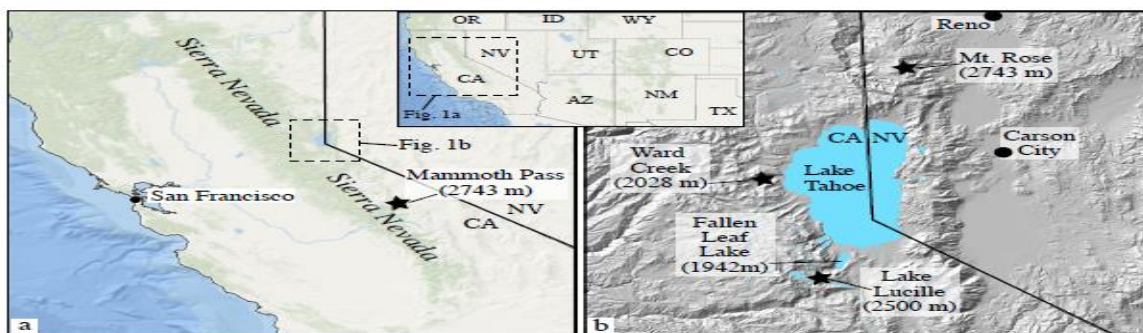 Sierra Nevada
Fig. 1b
Mammoth Pass
(2743 m)
San Francisco
Sierra Nevada
NV
CA
a
OR
ID
WY
NV
UT
CO
CA
AZ
NM
TX
Fig. 1a
Reno
Mt. Rose
(2743 m)
CA
NV
Carson
City
Ward
Creek
(2028 m)
Lake
Tahoe
Fallen
Leaf
Lake
(1942m)
Lake
Lucille
(2500 m)
b